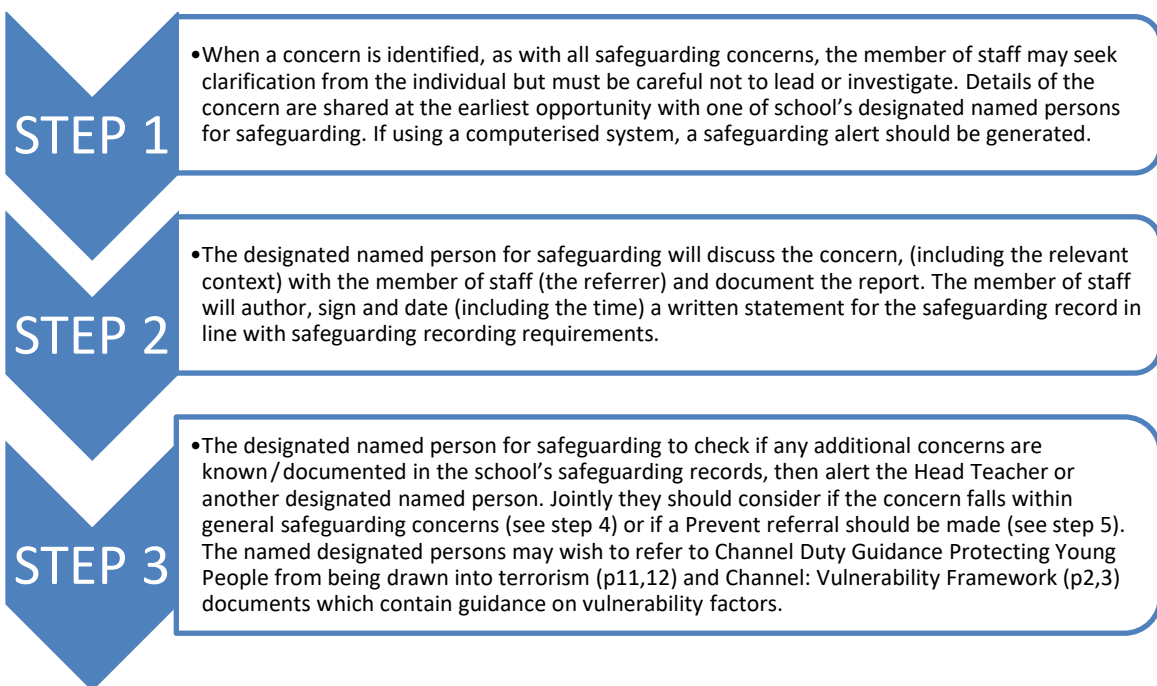 STEP 1
•When a concern is identified, as with all safeguarding concerns, the member of staff may seek
clarification from the individual but must be careful not to lead or investigate. Details of the
concern are shared at the earliest opportunity with one of school’s designated named persons
for safeguarding. If using a computerised system, a safeguarding alert should be generated.
STEP 2
•The designated named person for safeguarding will discuss the concern, (including the relevant
context) with the member of staff (the referrer) and document the report. The member of staff
will author, sign and date (including the time) a written statement for the safeguarding record in
line with safeguarding recording requirements.
STEP 3
•The designated named person for safeguarding to check if any additional concerns are
known/documented in the school’s safeguarding records, then alert the Head Teacher or
another designated named person. Jointly they should consider if the concern falls within
general safeguarding concerns (see step 4) or if a Prevent referral should be made (see step 5).
The named designated persons may wish to refer to Channel Duty Guidance Protecting Young
People from being drawn into terrorism (p11,12) and Channel: Vulnerability Framework (p2,3)
documents which contain guidance on vulnerability factors.